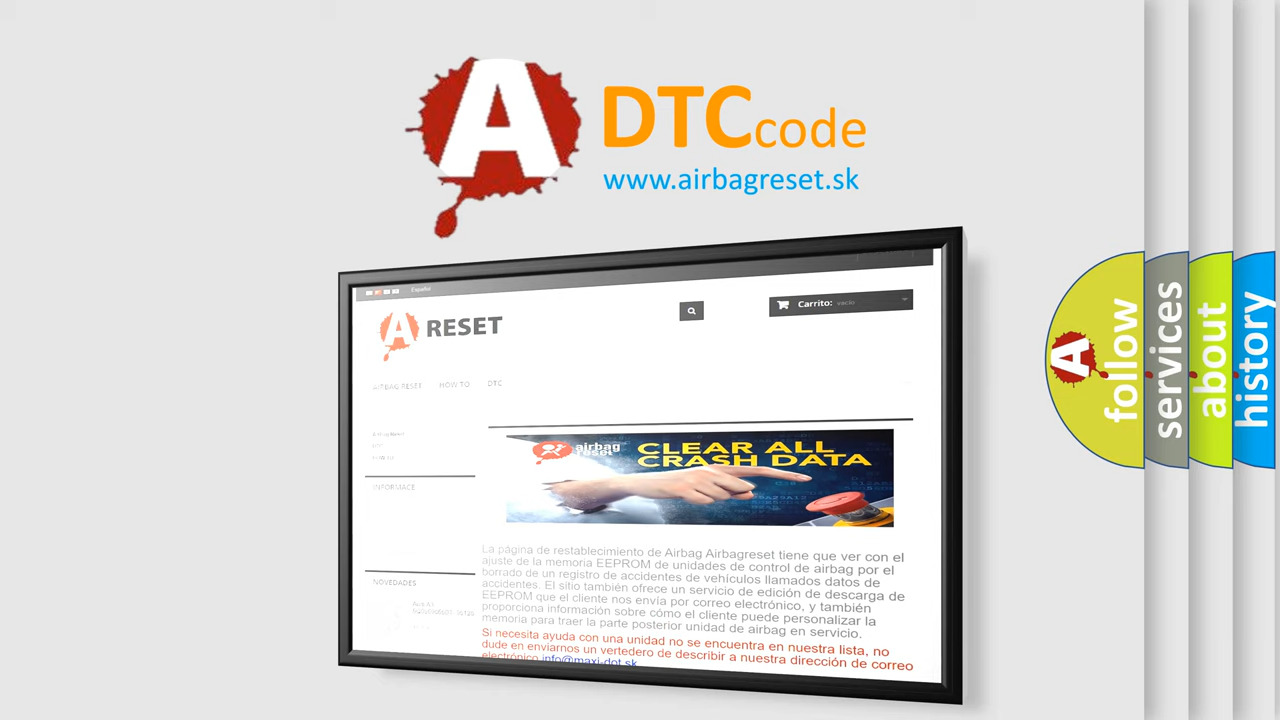 A DTCcode
www.airbagreset.sk
Español
A RESET
Carrito: vacío
AIRBAG RESET HOW TO DTC
airbag
reset
CLEAR ALL
CRASH DATA
INFORMACE
NOVEDADES
La página de restablecimiento de Airbag Airbagreset tiene que ver con el
ajuste de la memoria EEPROM de unidades de control de airbag por el
borrado de un registro de accidentes de vehículos llamados datos de
accidentes. El sitio también ofrece un servicio de edición de descarga de
EEPROM que el cliente nos envía por correo electrónico, y también
proporciona información sobre cómo el cliente puede personalizar la
memoria para traer la parte posterior unidad de airbag en servicio.
Si necesita ayuda con una unidad no se encuentra en nuestra lista, no
dude en enviarnos un vertedero de describir a nuestra dirección de correo
electrónico info@maxi-dot.sk
A
follow
services
about
history